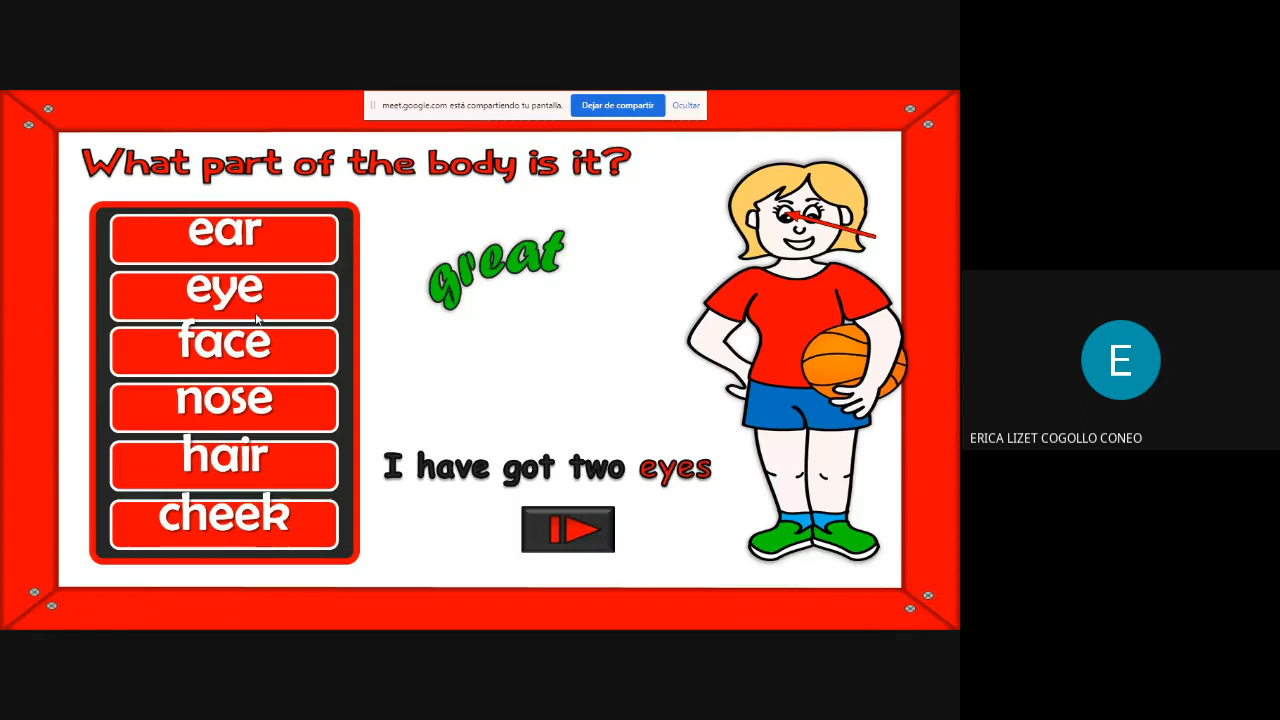 meet.google.com está compartiendo tu pantalla.
Dejar de compartir
Ocultar
What part of the body is it?
ear
eye
face
nose
hair
cheek
great
I have got two eyes
E
ERICA LIZET COGOLLO CONEO